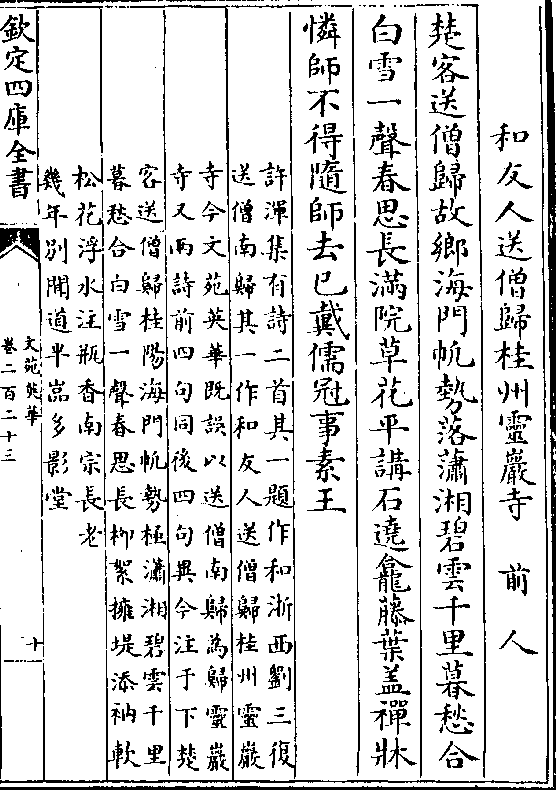 和友人送僧歸桂州靈巖寺　前人
楚客送僧歸故鄉海門帆勢落瀟湘碧雲千里暮愁合
白雪一聲春思長滿院草花平講石遶龕藤葉盖禪牀
憐師不得隨師去已戴儒冠事素王
許渾集有詩二首其一題作和浙西劉三復
送僧南歸其一作和友人送僧歸桂州靈巖
寺今文苑英華既誤以送僧南歸為歸靈巖
寺又两詩前四句同後四句異今注于下楚
客送僧歸桂陽海門帆勢極瀟湘碧雲千里
暮愁合白雪一聲春思長柳絮擁堤添衲軟
松花浮水注瓶香南宗長老
幾年別聞道半嵓多影堂
欽定四庫全書
文苑英華
卷二百二十三
十